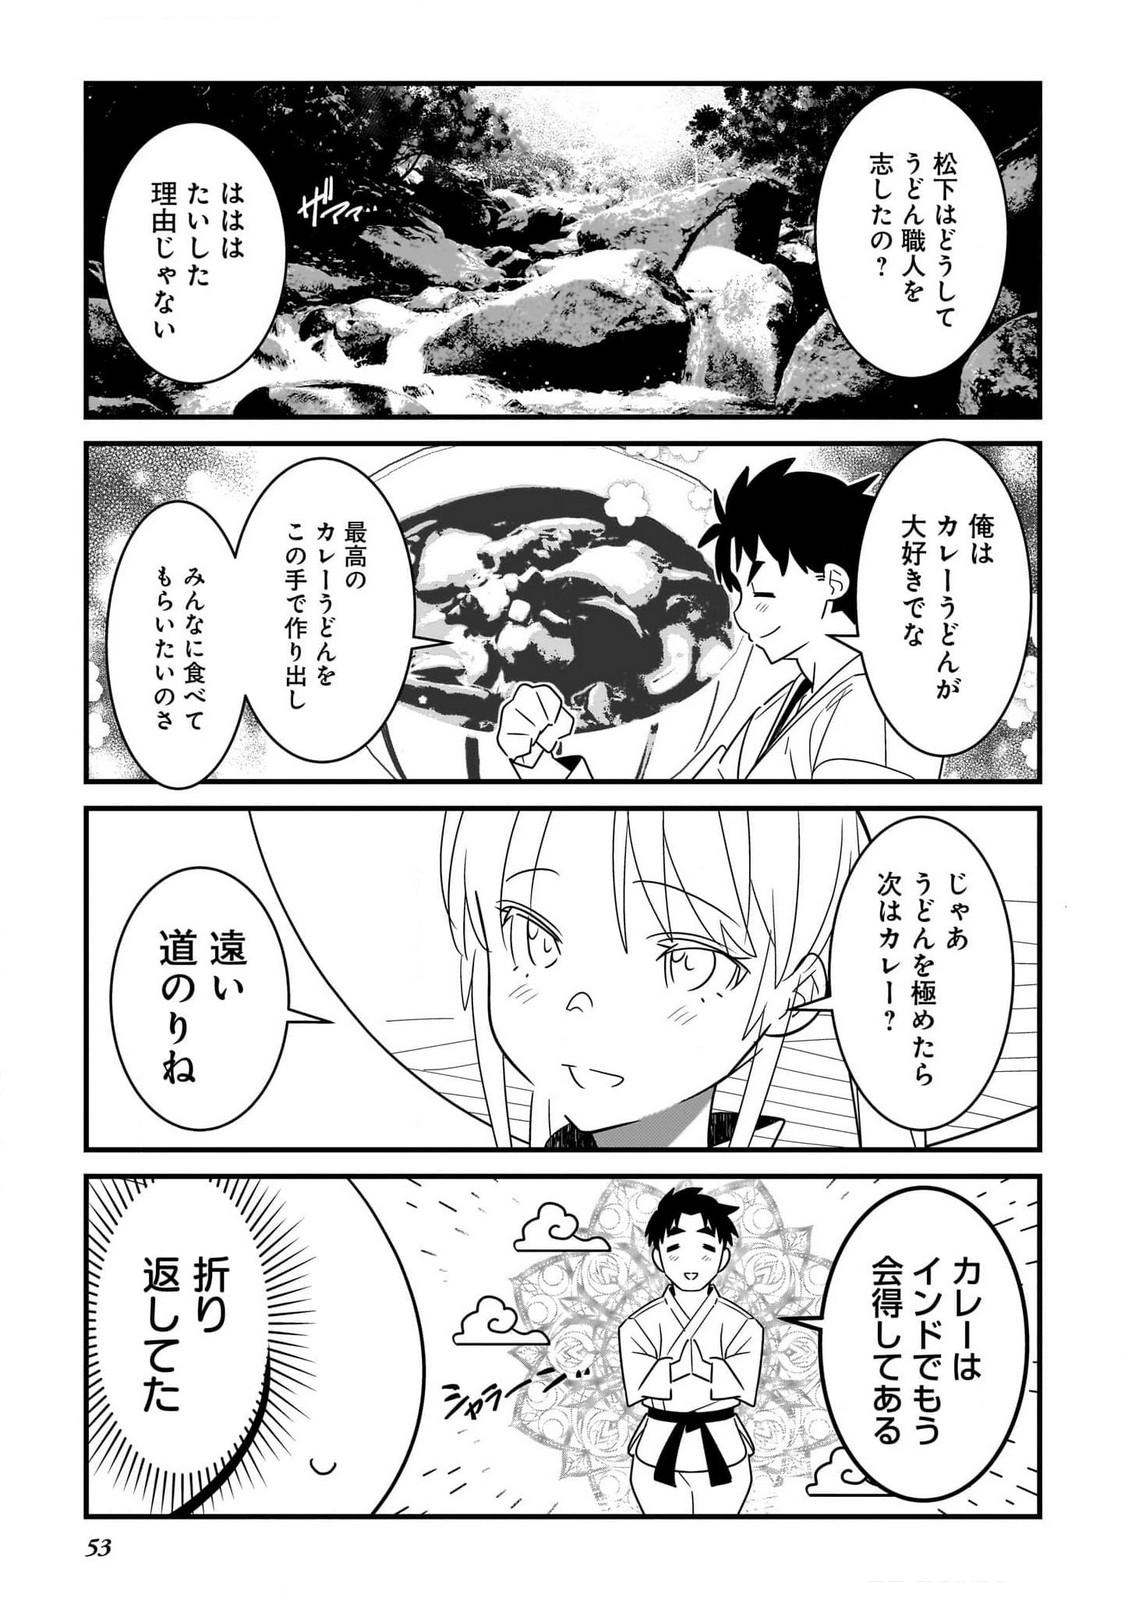 松下はどうして
うどん職人を
志したの？
ザァァ…
ははは
たいした
理由じゃない
俺は
カレーうどんが
大好きでな
最高の
カレーうどんを
この手で作り出し
みんなに食べて
もらいたいのさ
じゃあ
うどんを極めたら
次はカレー？
遠い
道のりね
カレーは
インドでもう
会得してある
シャラーン
折り
返してた
53